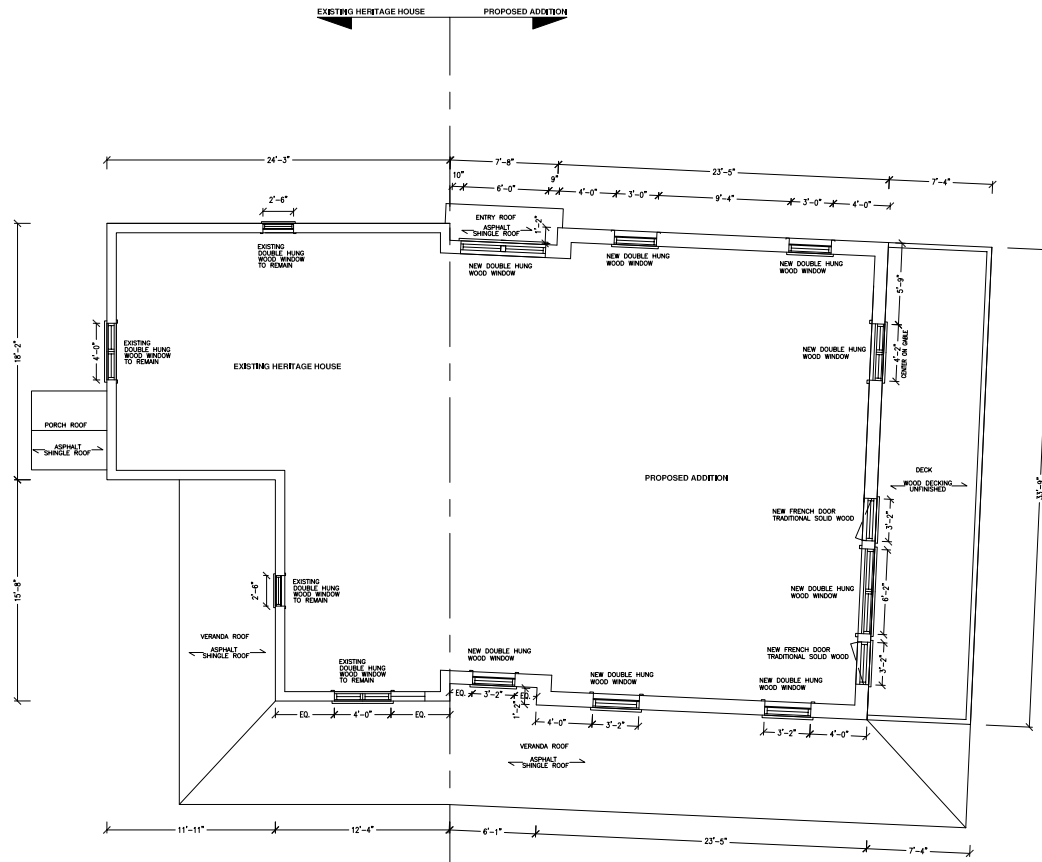 EXISTING HERITAGE HOUSE
PROPOSED ADDITION
24'-3"
7'-8"
23'-5"
7'-4"
10"
6'-0"
9"
4'-0"
3'-0"
9'-4"
3'-0"
4'-0"
2'-6"
ENTRY ROOF
ASPHALT
SHINGLE ROOF
1'-2"
EXISTING
DOUBLE HUNG
WOOD WINDOW
TO REMAIN
NEW DOUBLE HUNG
WOOD WINDOW
NEW DOUBLE HUNG
WOOD WINDOW
NEW DOUBLE HUNG
WOOD WINDOW
5'-9"
18'-2"
4'-0"
EXISTING
DOUBLE HUNG
WOOD WINDOW
TO REMAIN
EXISTING HERITAGE HOUSE
NEW DOUBLE HUNG
WOOD WINDOW
4'-2"
CENTER ON GABLE
PORCH ROOF
ASPHALT
SHINGLE ROOF
PROPOSED ADDITION
DECK
WOOD DECKING
UNFINISHED
33'-9"
NEW FRENCH DOOR
TRADITIONAL SOLID WOOD
3'-2"
15'-8"
2'-6"
EXISTING
DOUBLE HUNG
WOOD WINDOW
TO REMAIN
NEW DOUBLE HUNG
WOOD WINDOW
6'-2"
VERANDA ROOF
ASPHALT
SHINGLE ROOF
NEW DOUBLE HUNG
WOOD WINDOW
NEW FRENCH DOOR
TRADITIONAL SOLID WOOD
3'-2"
EXISTING
DOUBLE HUNG
WOOD WINDOW
TO REMAIN
NEW DOUBLE HUNG
WOOD WINDOW
NEW DOUBLE HUNG
WOOD WINDOW
EQ.
3'-2"
EQ.
1'-2"
EQ.
4'-0"
EQ.
4'-0"
3'-2"
3'-2"
4'-0"
VERANDA ROOF
ASPHALT
SHINGLE ROOF
11'-11"
12'-4"
6'-1"
23'-5"
7'-4"